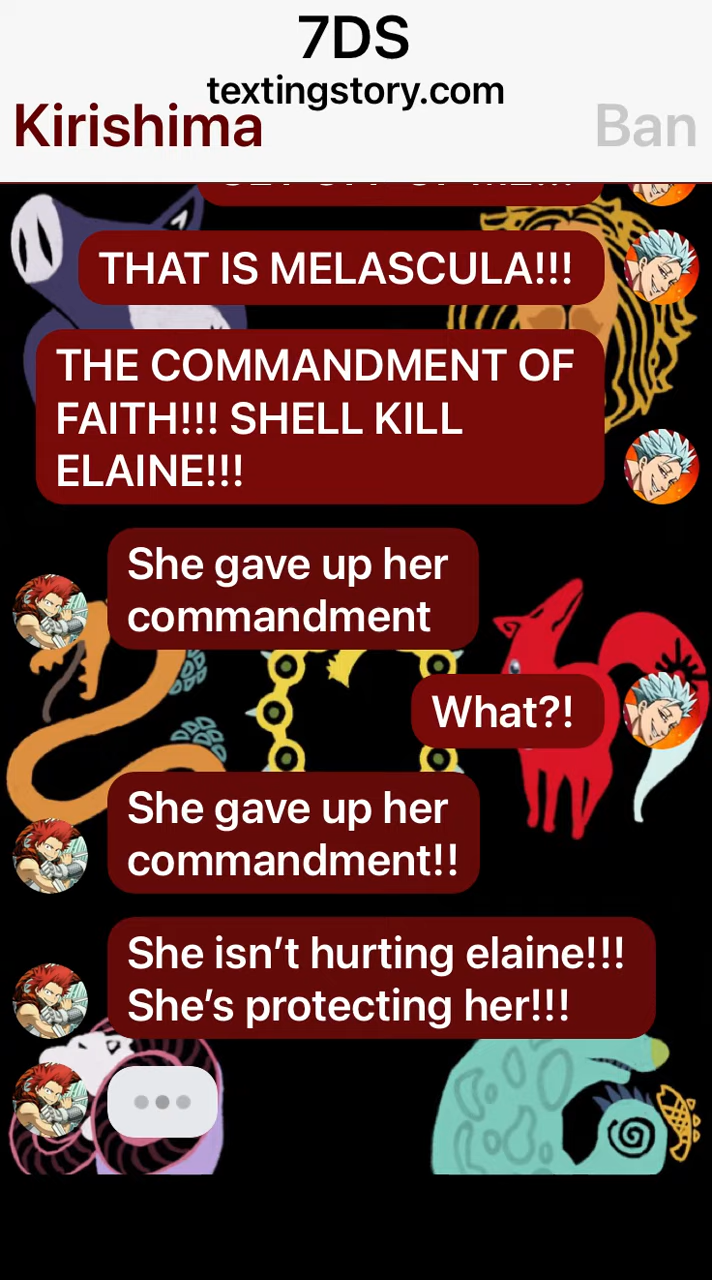 7DS
textingstory.com
Kirishima
Ban
THAT IS MELASCULA!!!
THE COMMANDMENT OF
FAITH!!! SHELL KILL
ELAINE!!!
She gave up her
commandment
What?!
She gave up her
commandment!!
She isn't hurting elaine!!!
She's protecting her!!!